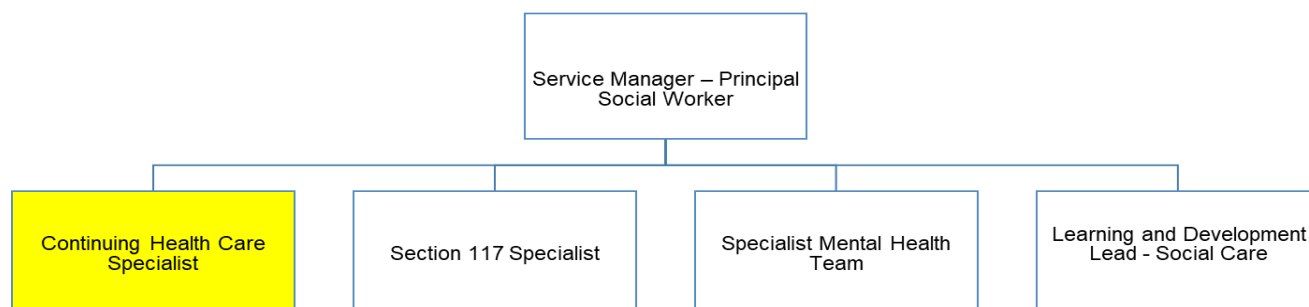 Service Manager – Principal
Social Worker
Continuing Health Care
Specialist
Section 117 Specialist
Specialist Mental Health
Team
Learning and Development
Lead - Social Care